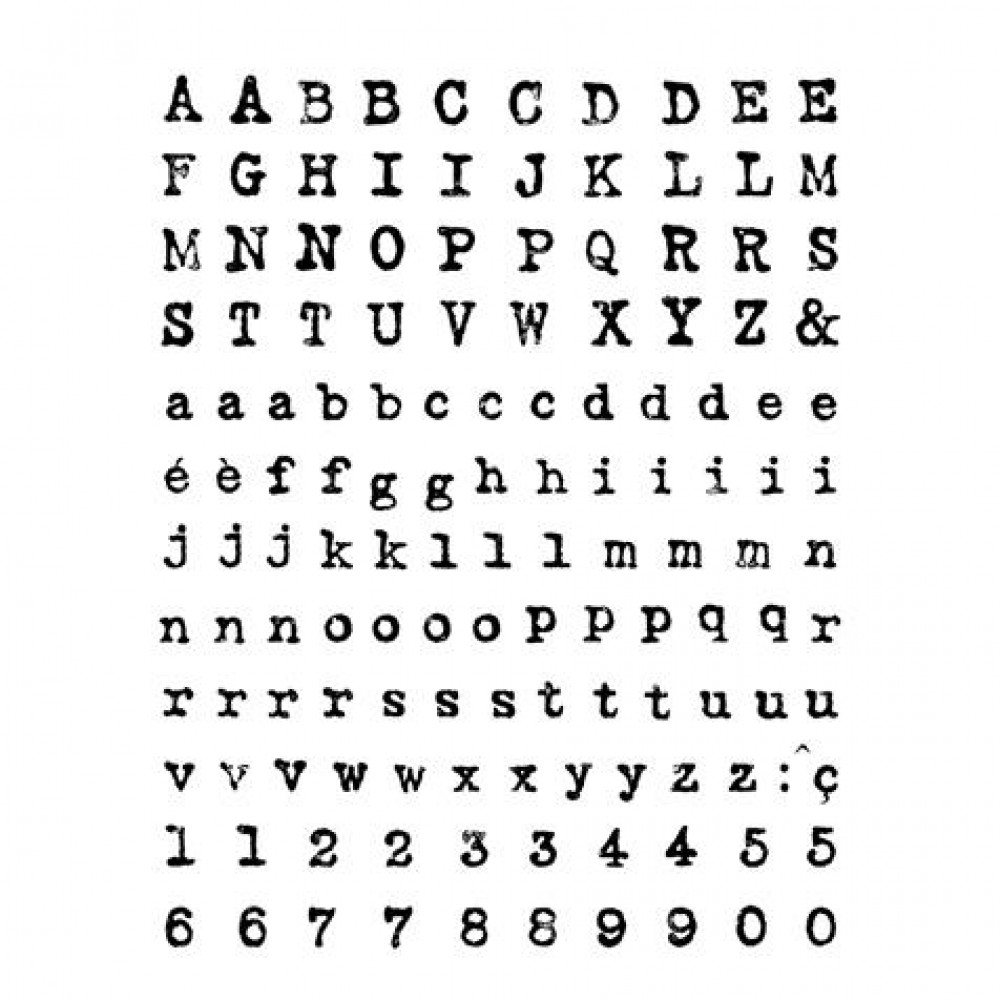 A A B B C C D D E E
F G H I I J K L L M
M N N O P P Q R R S
S T T U V W X Y Z &
a a a b b c c c d d d e e
é è f f g g h h i i i i i
j j j k k l l l m m m n
n n n o o o o p p p q q r
r r r r s s s t t t u u u
v v v w w x x y y z z : ^ ç
1 1 2 2 3 3 4 4 5 5
6 6 7 7 8 8 9 9 0 0